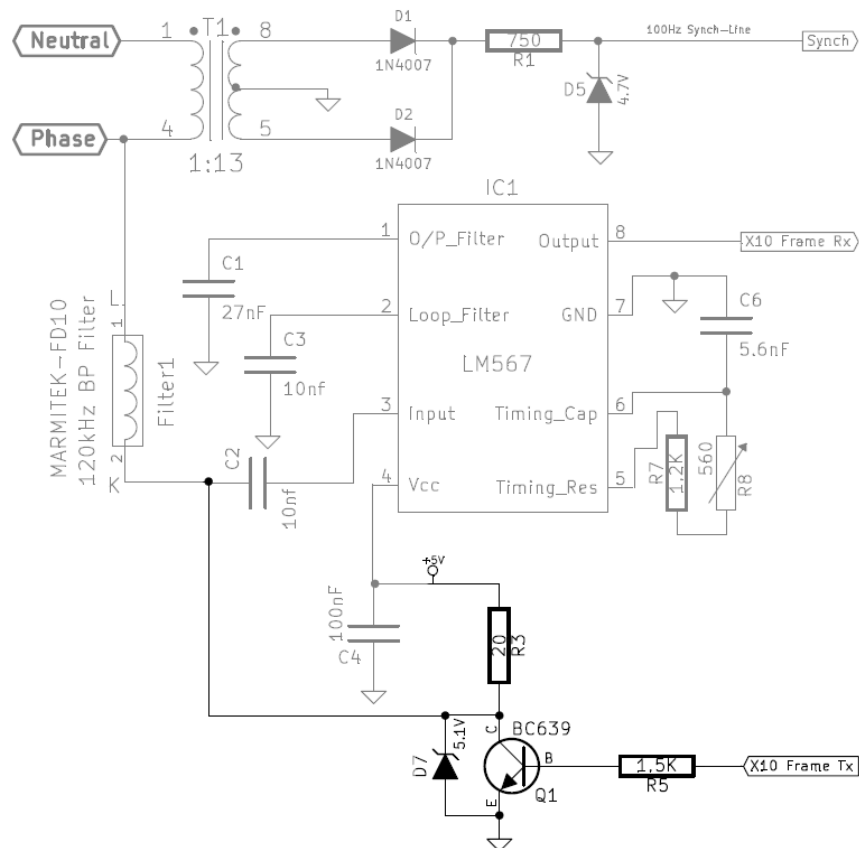 Neutral
1
T1
8
D1
1N4007
750
R1
100Hz Synch-Line
Synch
D5
4.7V
Phase
4
5
1:13
D2
1N4007
IC1
1
O/P_Filter
Output
8
X10 Frame Rx
C1
27nF
2
Loop_Filter
GND
7
C6
5.6nF
C3
10nf
LM567
MARMITEK-FD10
120kHz BP Filter
L
1
Filter1
2
K
3
Input
Timing_Cap
6
C2
10nf
4
Vcc
Timing_Res
5
R7
1.2K
560
R8
+5V
100nF
C4
20
R3
5.1V
D7
C
BC639
B
E
Q1
1.5K
R5
X10 Frame Tx